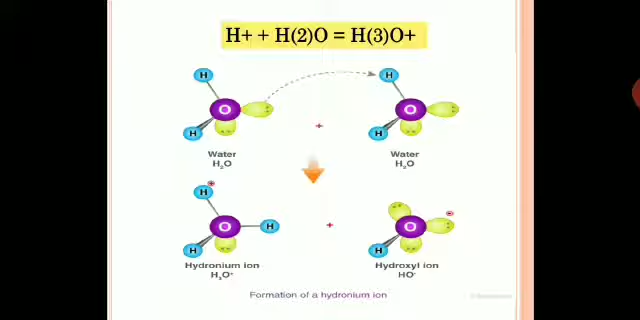 H+ + H(2)O = H(3)O+
H
H
O
O
H
H
+
Water
H₂O
Water
H₂O
H
O
H
H
+
O
H
Hydronium ion
H₃O⁺
Hydroxyl ion
HO⁻
Formation of a hydronium ion